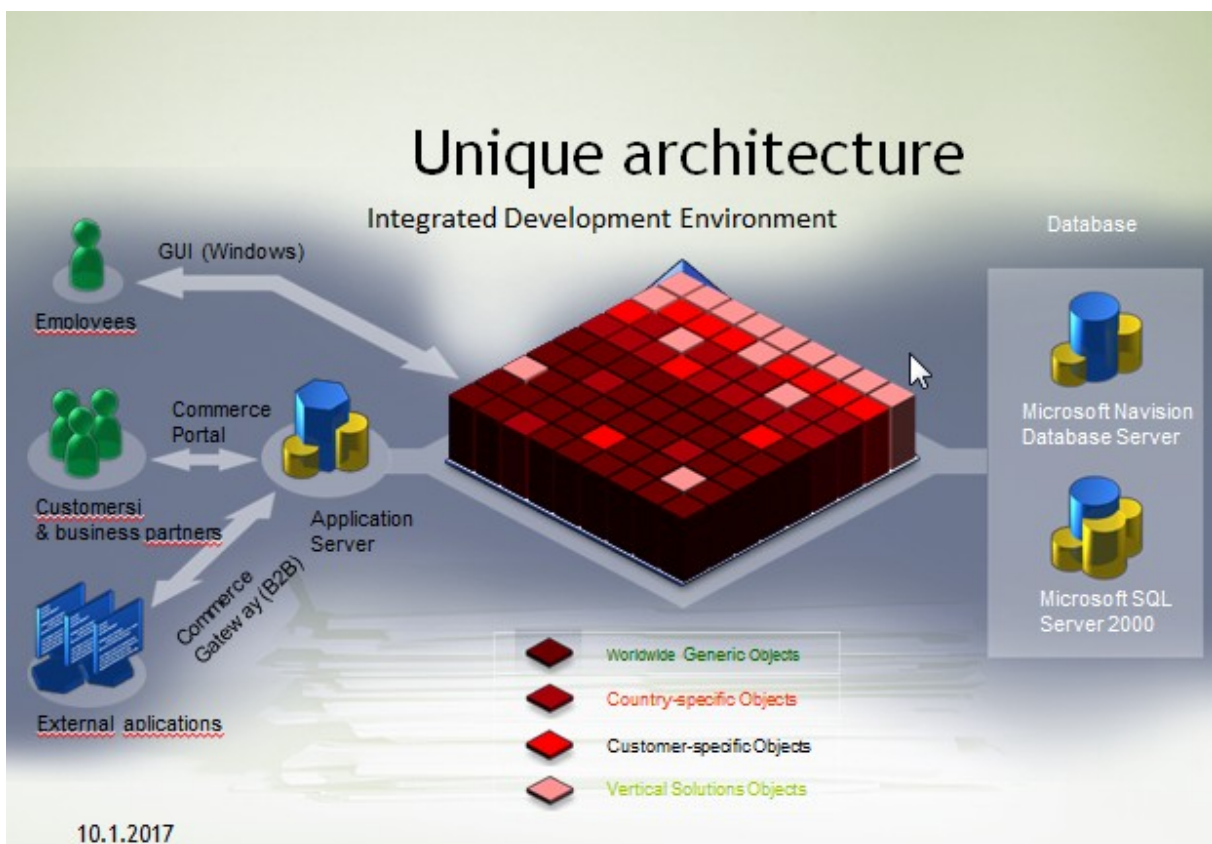 Unique architecture
Integrated Development Environment
Database
GUI (Windows)
Employees
Commerce
Portal
Customersi
& business partners
Application
Server
Commerce
Gateway (B2B)
External aplications
Microsoft Navision
Database Server
Microsoft SQL
Server 2000
Worldwide Generic Objects
Country-specific Objects
Customer-specific Objects
Vertical Solutions Objects
10.1.2017